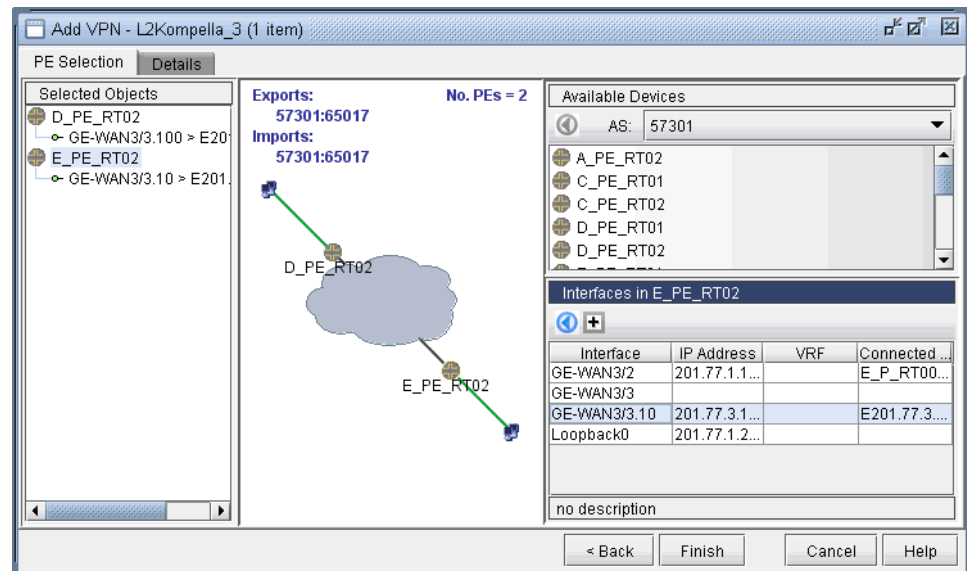 Add VPN - L2Kompella_3 (1 item)
PE Selection Details
Selected Objects
D_PE_RT02
GE-WAN3/3.100 > E20
E_PE_RT02
GE-WAN3/3.10 > E201.
Exports: No. PEs = 2
57301:65017
Imports:
57301:65017
D_PE_RT02
E_PE_RT02
Available Devices
AS: 57301
A_PE_RT02
C_PE_RT01
C_PE_RT02
D_PE_RT01
D_PE_RT02
Interfaces in E_PE_RT02
Interface IP Address VRF Connected ...
GE-WAN3/2 201.77.1.1... E_P_RT00...
GE-WAN3/3
GE-WAN3/3.10 201.77.3.1... E201.77.3....
Loopback0 201.77.1.2...
no description
< Back Finish Cancel Help